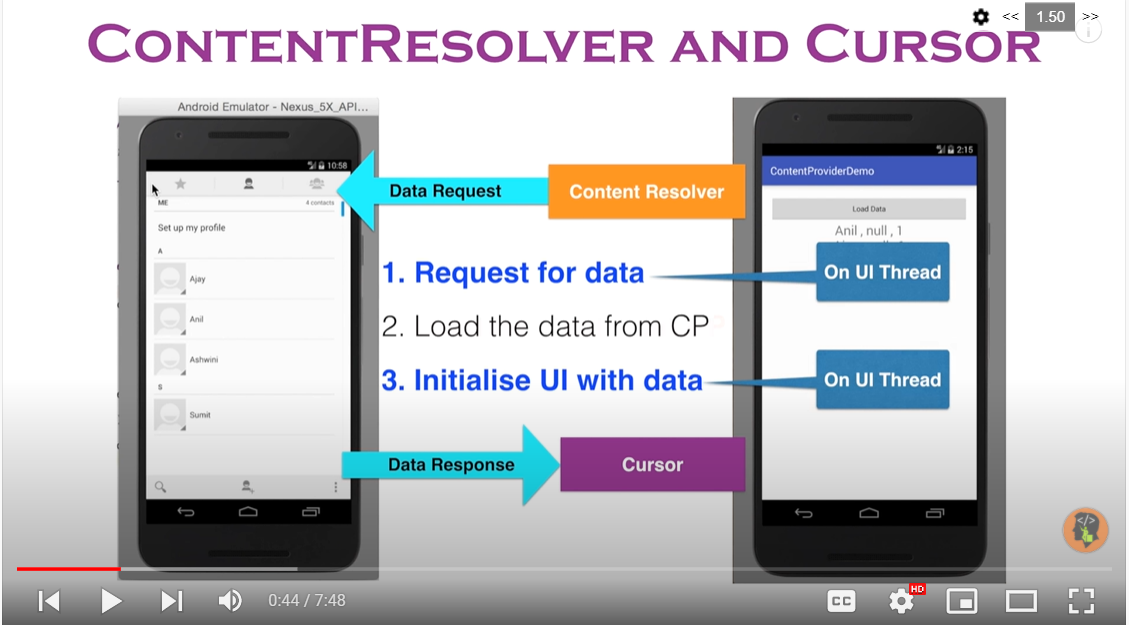 << 1.50 >>
CONTENTRESOLVER AND CURSOR
Android Emulator - Nexus_5X_API...
10:58
ME 4 contacts
Set up my profile
A
Ajay
Anil
Ashwini
S
Sumit
Data Request
Content Resolver
1. Request for data
2. Load the data from CP
3. Initialise UI with data
Data Response
Cursor
2:15
ContentProviderDemo
Load Data
Anil , null , 1
On UI Thread
On UI Thread
</>
0:44 / 7:48
CC
HD